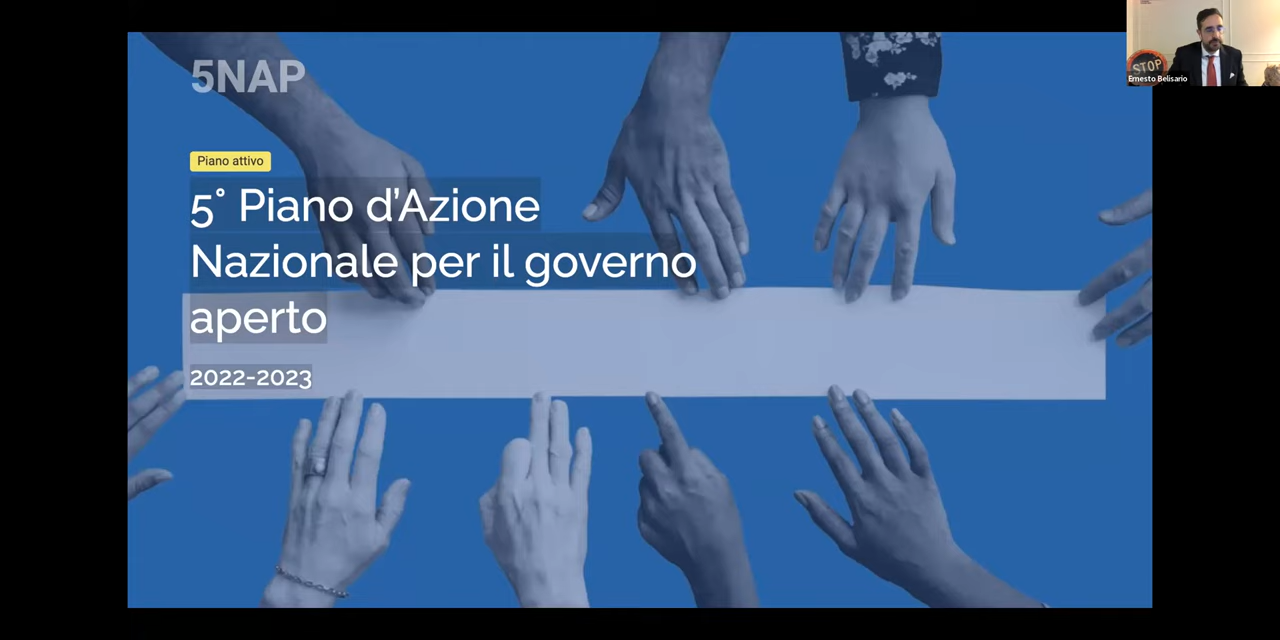 5NAP
Piano attivo
5° Piano d'Azione
Nazionale per il governo
aperto
2022-2023
STOP
Ernesto Belisario